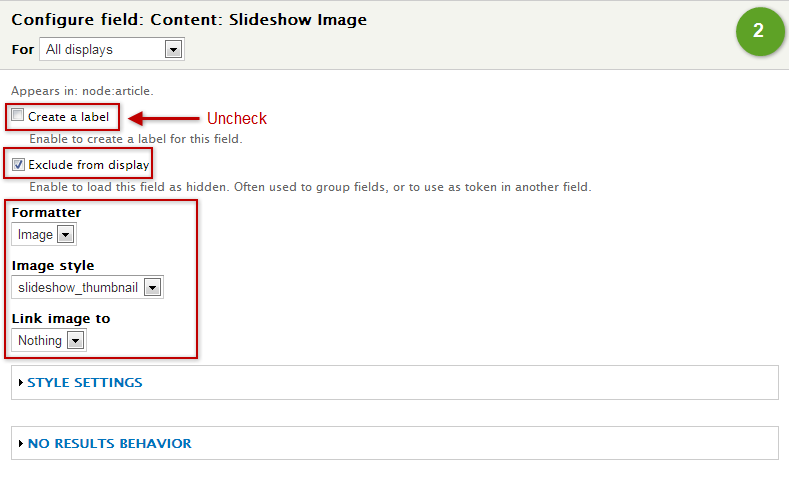 Configure field: Content: Slideshow Image
For All displays
2
Appears in: node:article.
Create a label Uncheck
Enable to create a label for this field.
Exclude from display
Enable to load this field as hidden. Often used to group fields, or to use as token in another field.
Formatter
Image
Image style
slideshow_thumbnail
Link image to
Nothing
STYLE SETTINGS
NO RESULTS BEHAVIOR